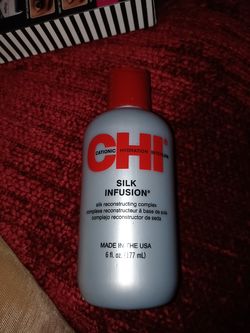 CHI®
CATIONIC HYDRATION INTERLINK
SILK
INFUSION®
silk reconstructing complex
complexe reconstructeur à base de soie
complejo reconstructor de seda
MADE IN THE USA
6 fl. oz. (177 mL)